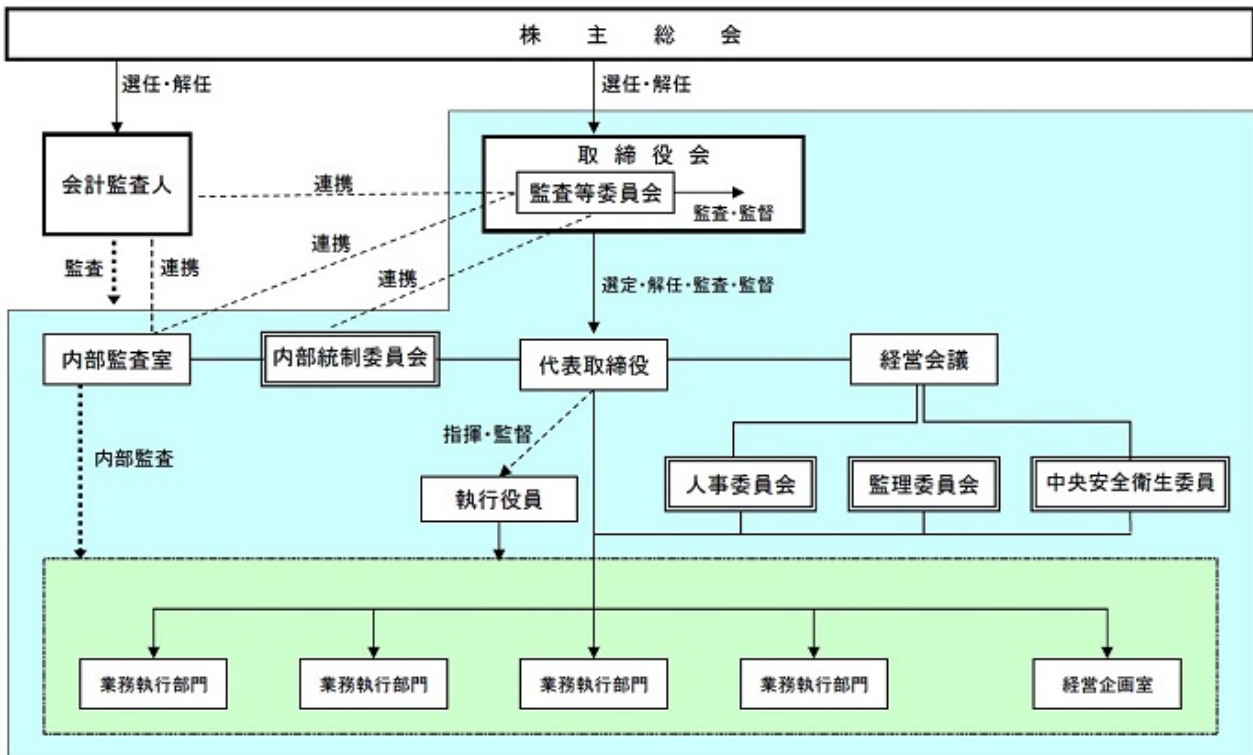 株主総会
選任・解任
選任・解任
取締役会
会計監査人
連携
監査等委員会
監査・監督
連携
監査
連携
連携
選定・解任・監査・監督
内部監査室
内部統制委員会
代表取締役
経営会議
指揮・監督
内部監査
執行役員
人事委員会
監理委員会
中央安全衛生委員
業務執行部門
業務執行部門
業務執行部門
業務執行部門
経営企画室